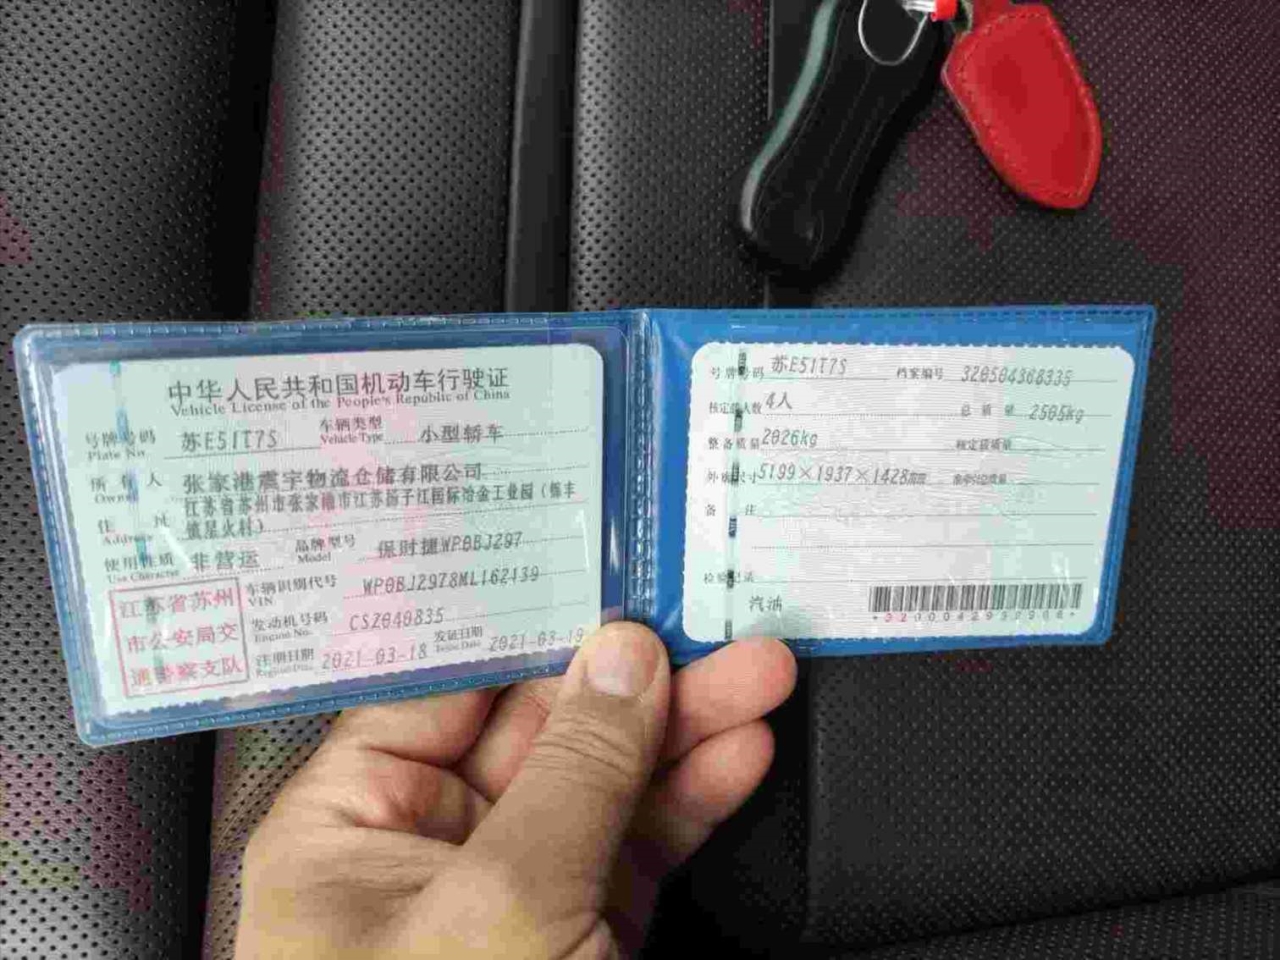 中华人民共和国机动车行驶证
Vehicle License of the People's Republic of China
号牌号码 苏E51T7S 车辆类型 小型轿车
Plate No. Vehicle Type
所有人 张家港震宇物流仓储有限公司
Owner
住址 江苏省苏州市张家港市江苏扬子江国际冶金工业园(锦丰
Address 镇星火村)
使用性质 非营运 品牌型号 保时捷WP0BJ297
Use Character Model
江苏省苏州
市公安局交
通警察支队
车辆识别代号 WP0BJ2978ML162139
VIN
发动机号码 CSZ040835
Engine No.
注册日期 2021-03-18 发证日期 2021-03-19
Register Date Issue Date
号牌号码 苏E51T7S 档案编号 320504368335
核定载人数 4人 总质量 2505kg
整备质量 2026kg 核定载质量
外廓尺寸 5199×1937×1428mm 准牵引总质量
备注
检验记录
汽油